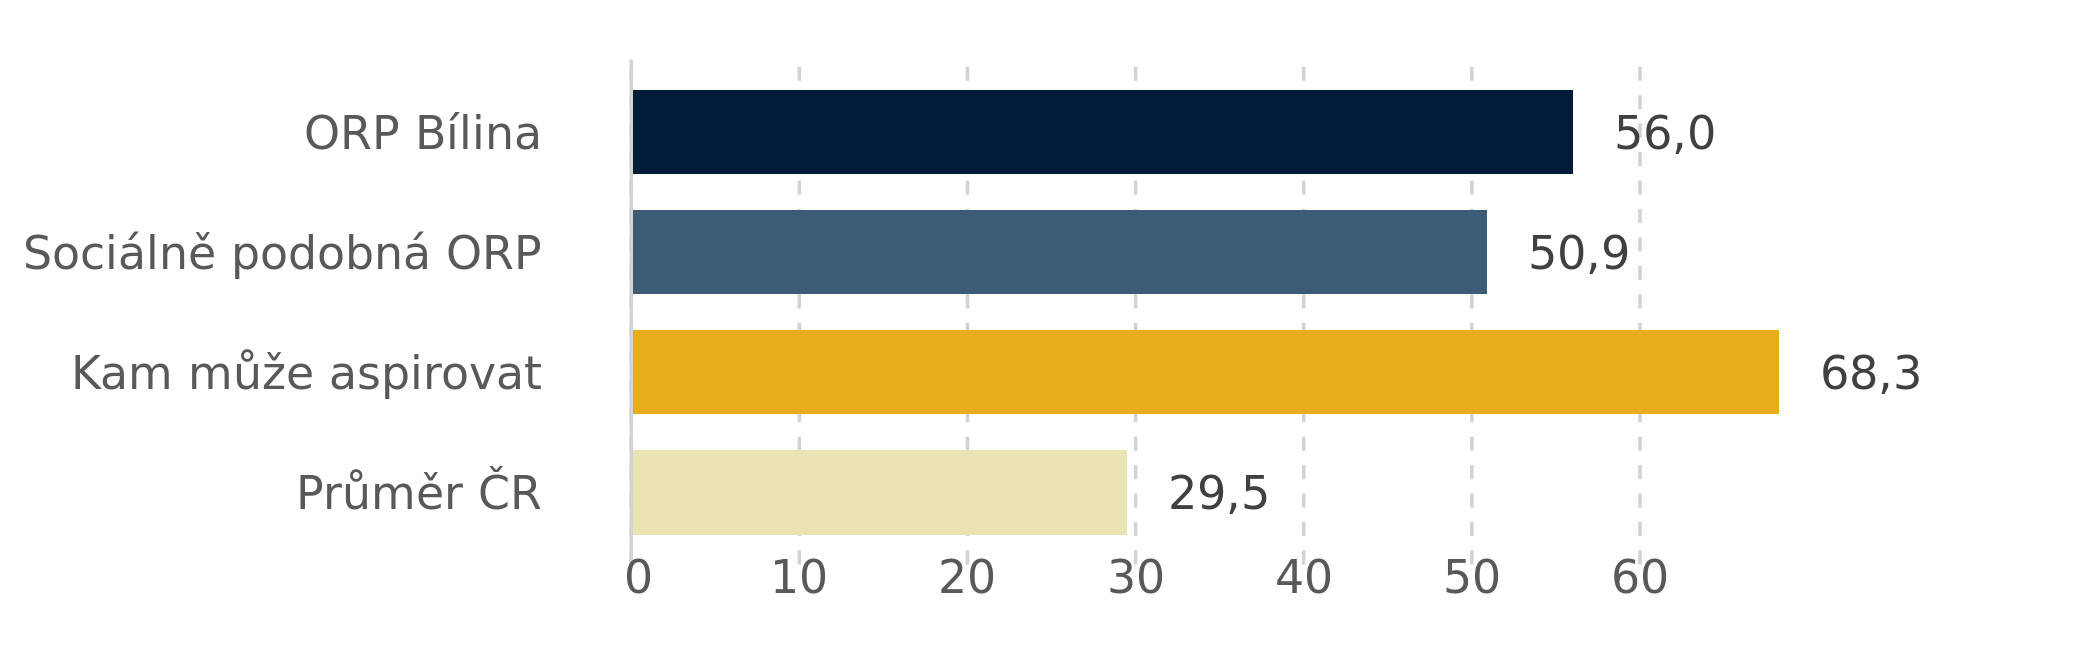 ORP Bílina
56,0
Sociálně podobná ORP
50,9
Kam může aspirovat
68,3
Průměr ČR
29,5
0 10 20 30 40 50 60